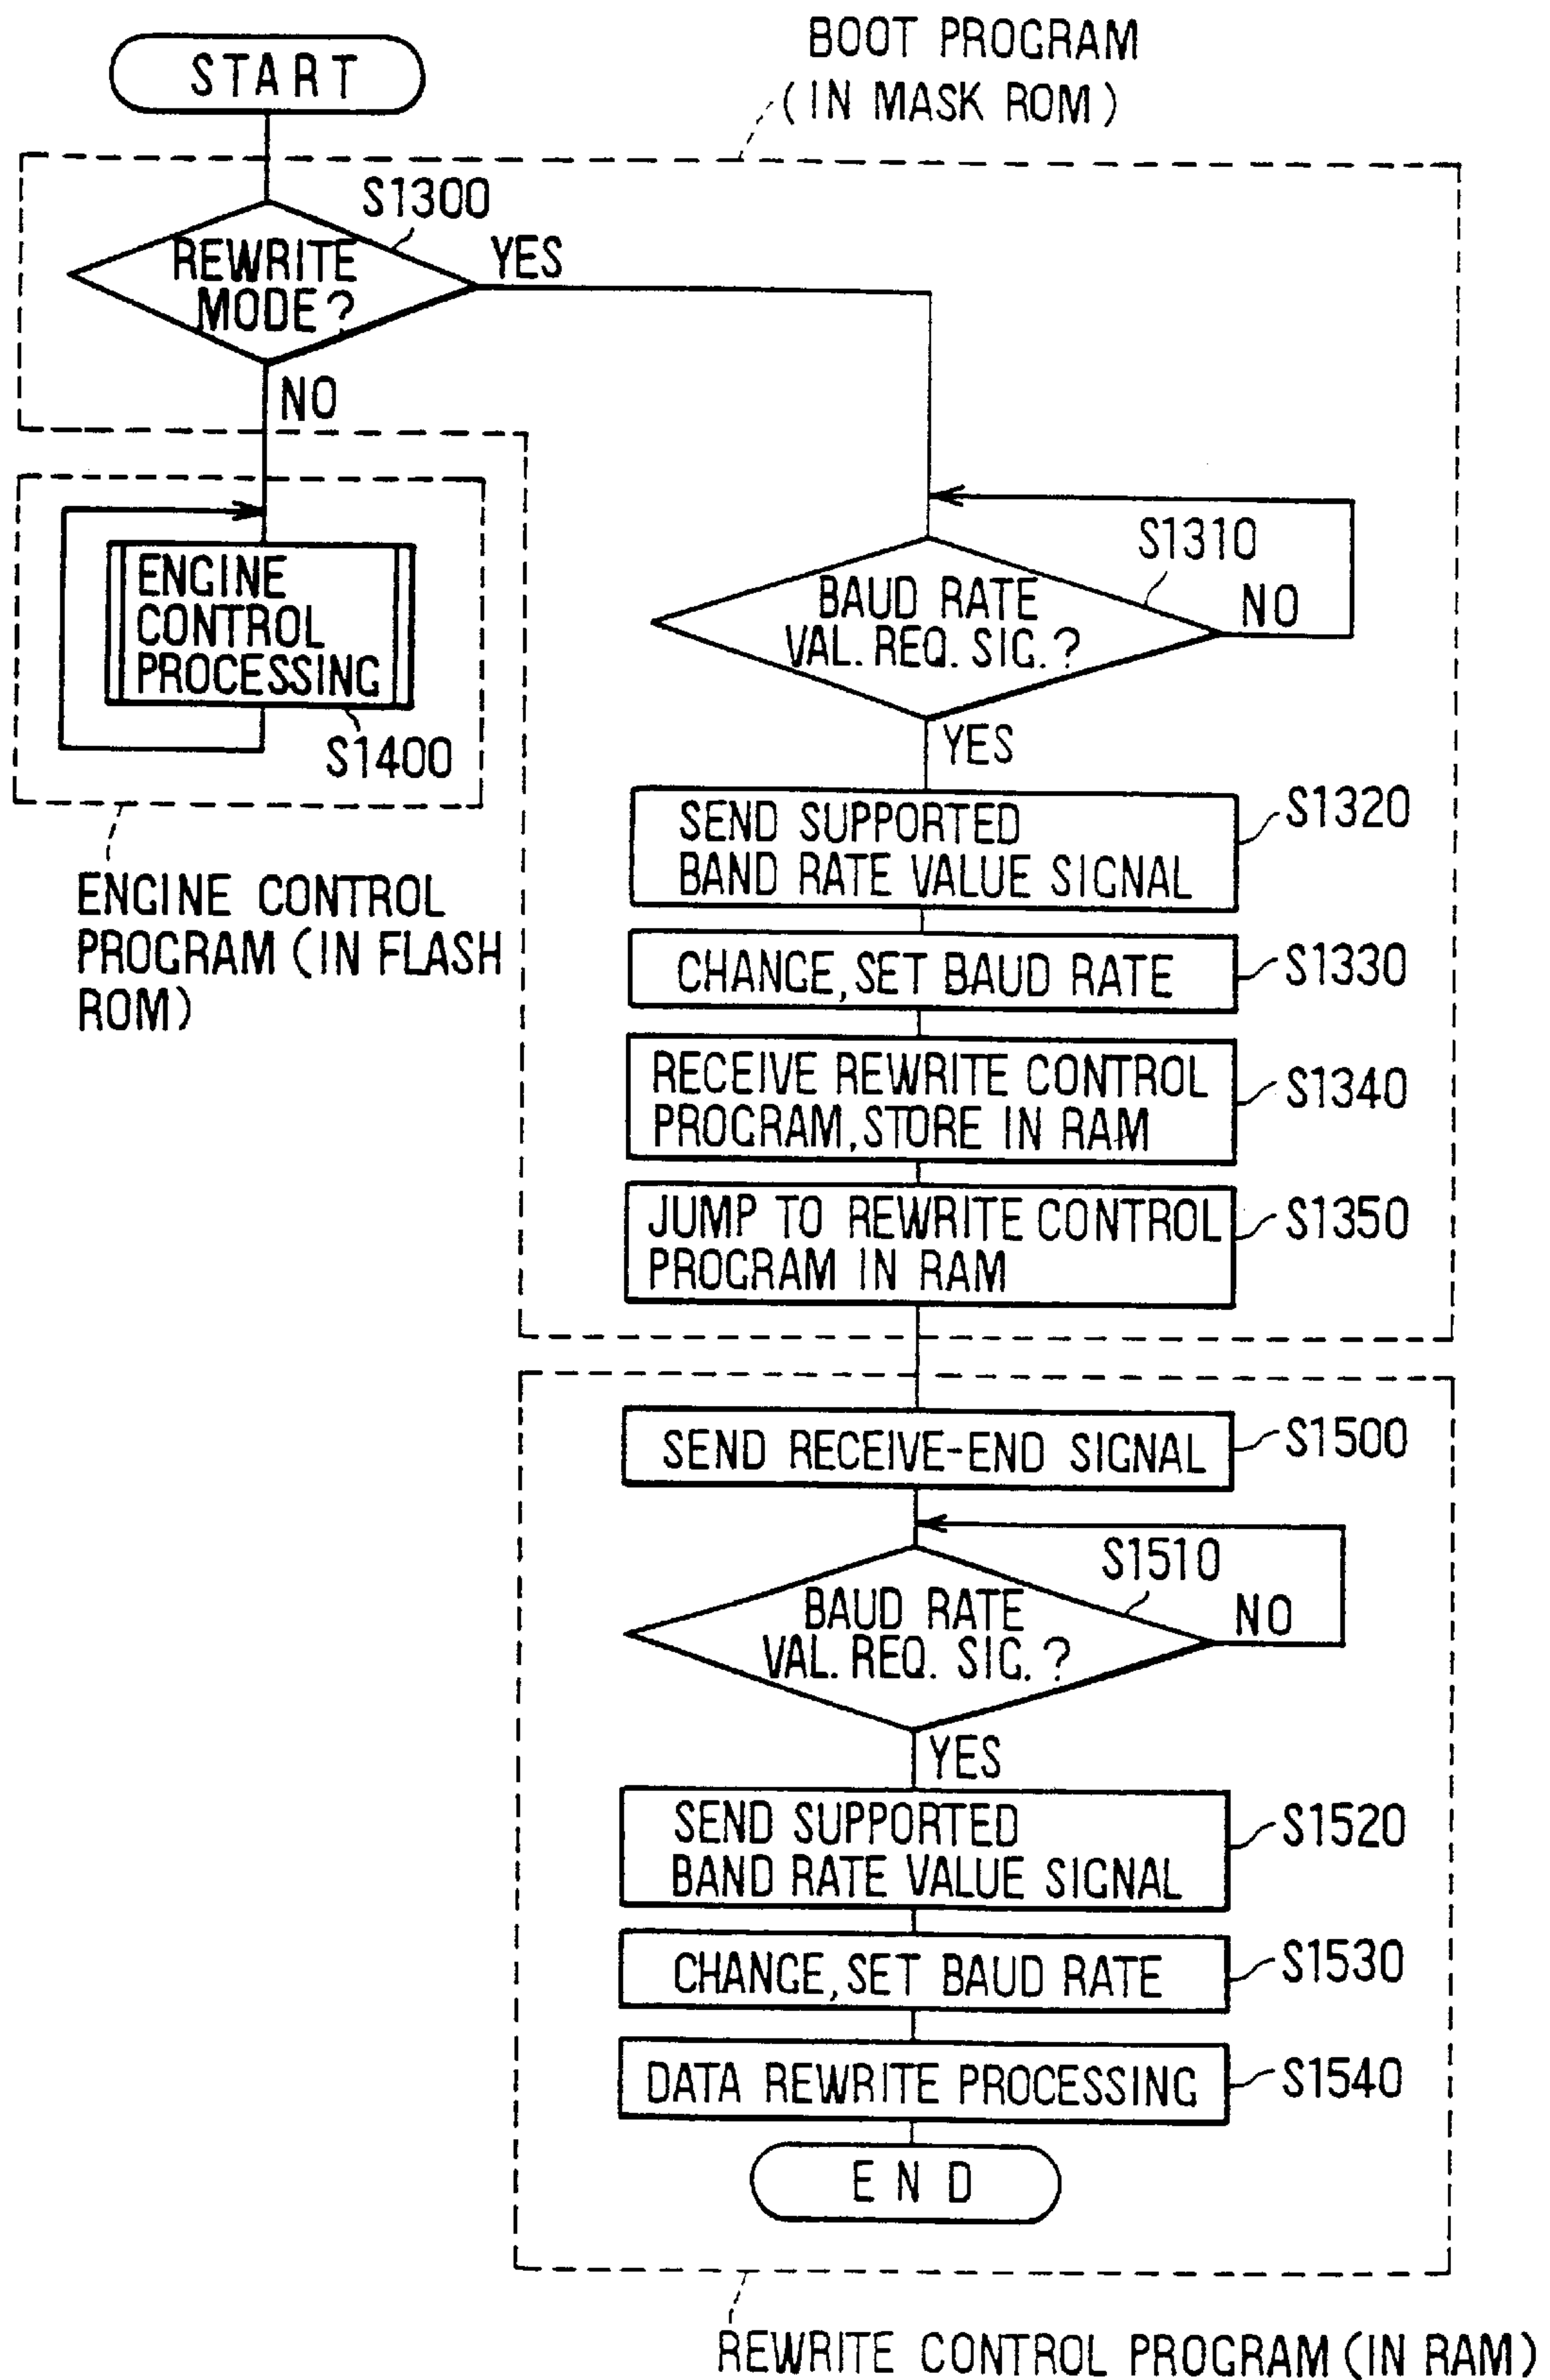 BOOT PROGRAM
(IN MASK ROM)
START
S1300
REWRITE
MODE?
YES
NO
ENGINE
CONTROL
PROCESSING
S1400
ENGINE CONTROL
PROGRAM (IN FLASH
ROM)
S1310
BAUD RATE
VAL. REQ. SIG.?
NO
YES
SEND SUPPORTED
BAND RATE VALUE SIGNAL
S1320
CHANGE, SET BAUD RATE
S1330
RECEIVE REWRITE CONTROL
PROGRAM, STORE IN RAM
S1340
JUMP TO REWRITE CONTROL
PROGRAM IN RAM
S1350
SEND RECEIVE-END SIGNAL
S1500
S1510
BAUD RATE
VAL. REQ. SIG.?
NO
YES
SEND SUPPORTED
BAND RATE VALUE SIGNAL
S1520
CHANGE, SET BAUD RATE
S1530
DATA REWRITE PROCESSING
S1540
END
REWRITE CONTROL PROGRAM (IN RAM)